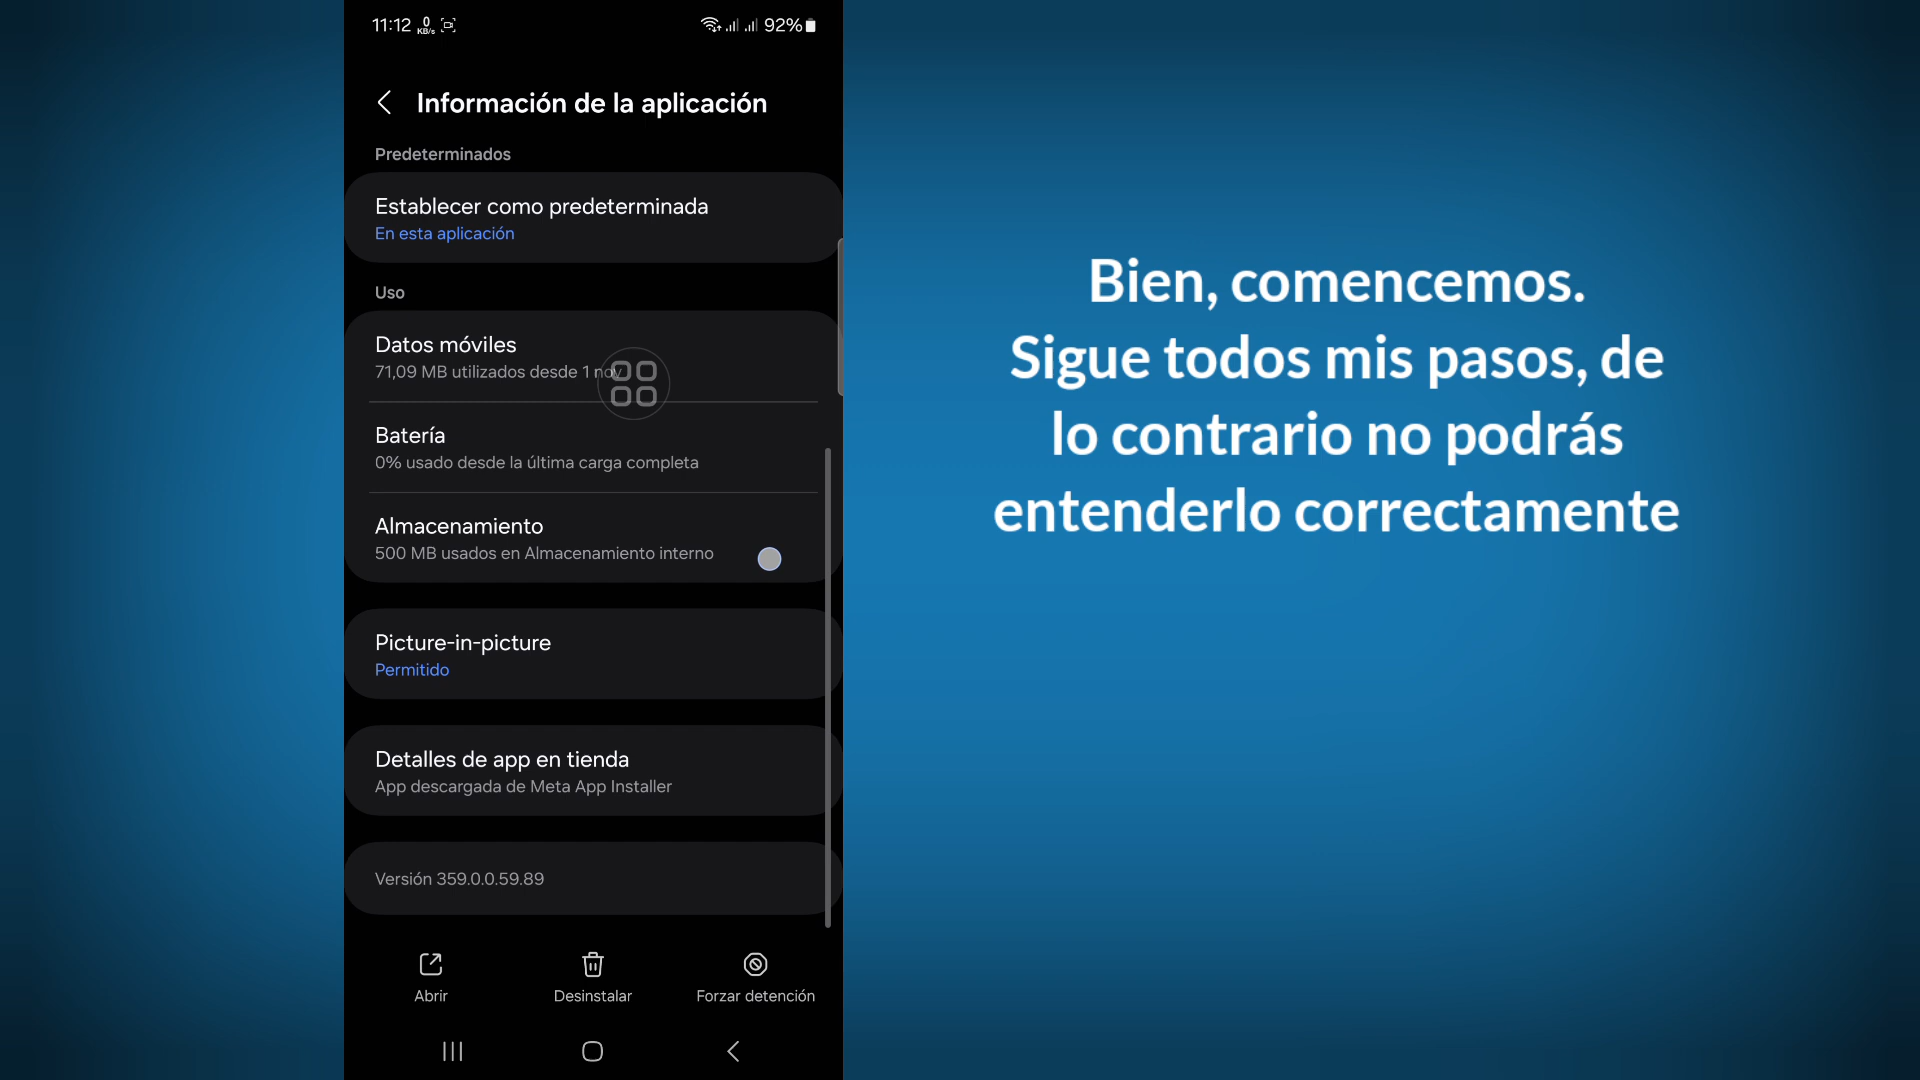 11:12 0 KB/s 92%
Información de la aplicación
Predeterminados
Establecer como predeterminada
En esta aplicación
Uso
Datos móviles
71,09 MB utilizados desde 1 nov
Batería
0% usado desde la última carga completa
Almacenamiento
500 MB usados en Almacenamiento interno
Picture-in-picture
Permitido
Detalles de app en tienda
App descargada de Meta App Installer
Versión 359.0.0.59.89
Abrir Desinstalar Forzar detención
Bien, comencemos.
Sigue todos mis pasos, de
lo contrario no podrás
entenderlo correctamente